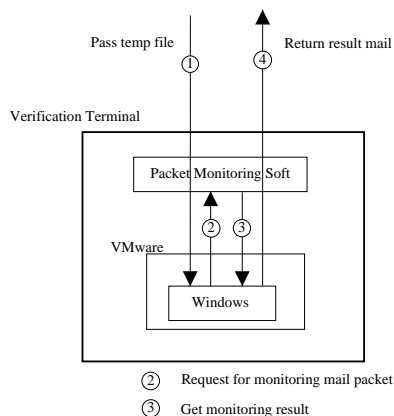 Pass temp file
Return result mail
1
4
Verification Terminal
Packet Monitoring Soft
2
3
VMware
Windows
2 Request for monitoring mail packet
3 Get monitoring result